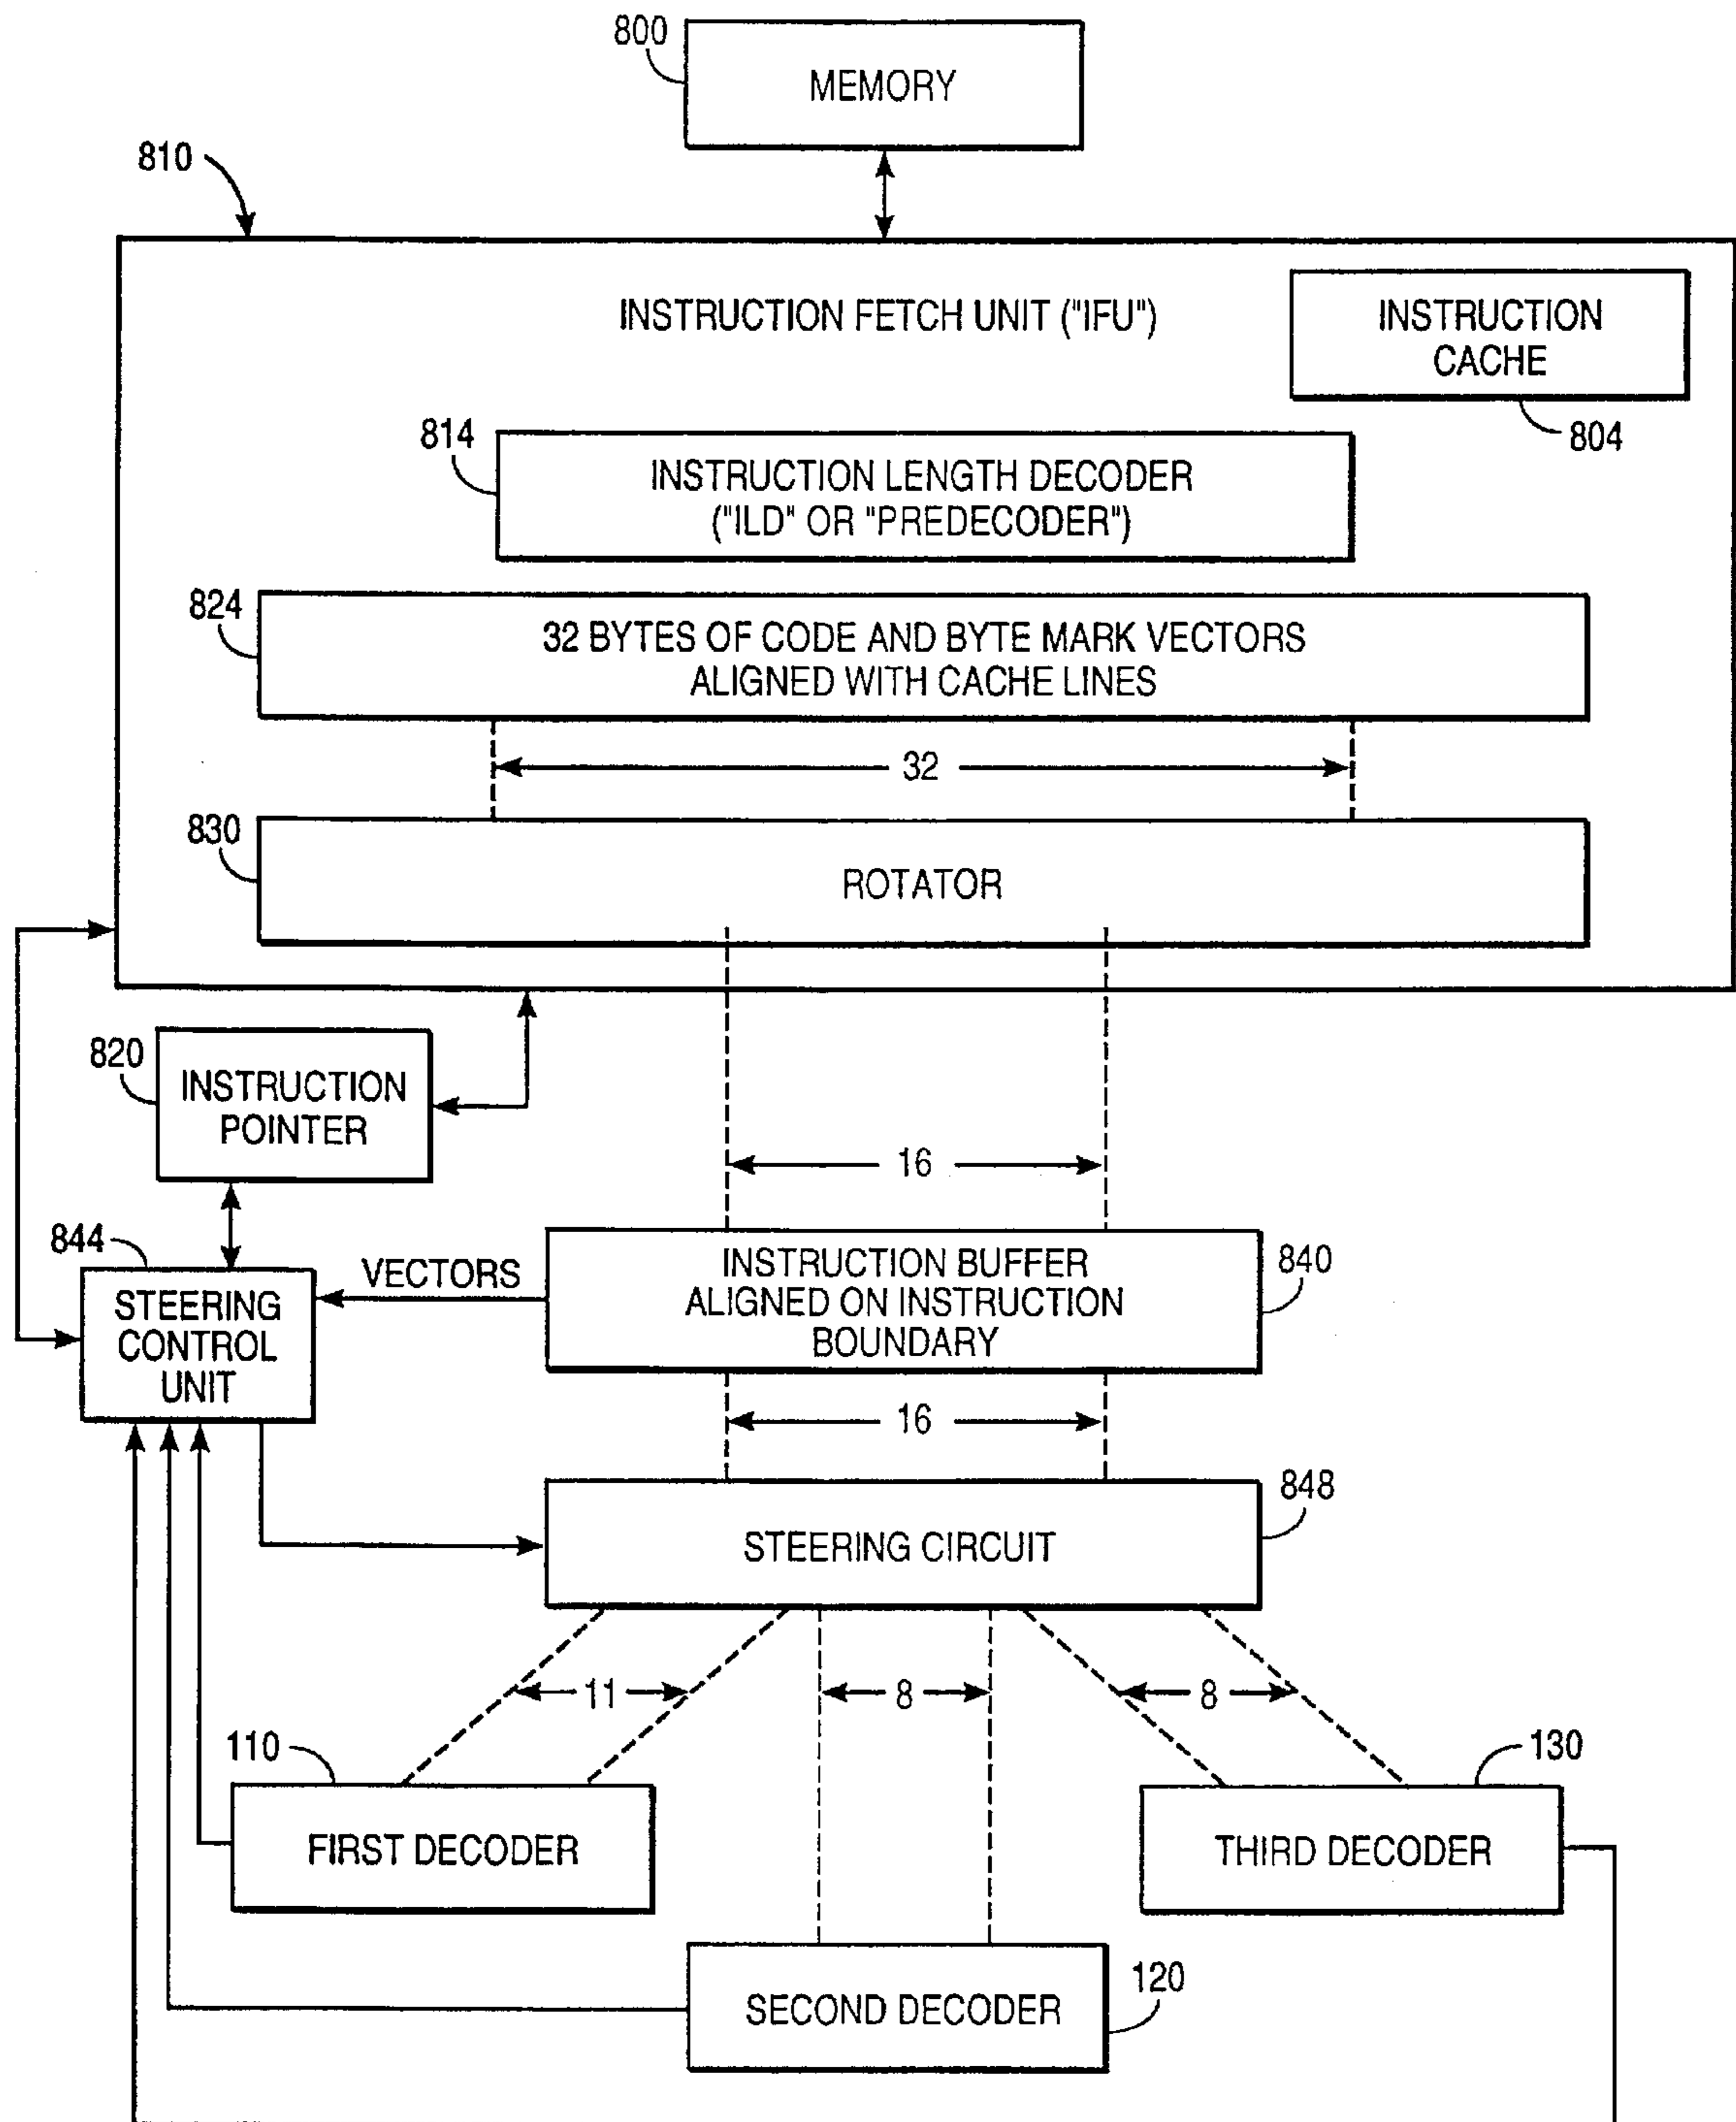 800
MEMORY
810
INSTRUCTION FETCH UNIT ("IFU")
INSTRUCTION
CACHE
804
814
INSTRUCTION LENGTH DECODER
("ILD" OR "PREDECODER")
824
32 BYTES OF CODE AND BYTE MARK VECTORS
ALIGNED WITH CACHE LINES
32
830
ROTATOR
820
INSTRUCTION
POINTER
16
844
STEERING
CONTROL
UNIT
VECTORS
INSTRUCTION BUFFER
ALIGNED ON INSTRUCTION
BOUNDARY
840
16
848
STEERING CIRCUIT
11
8
8
110
FIRST DECODER
130
THIRD DECODER
120
SECOND DECODER